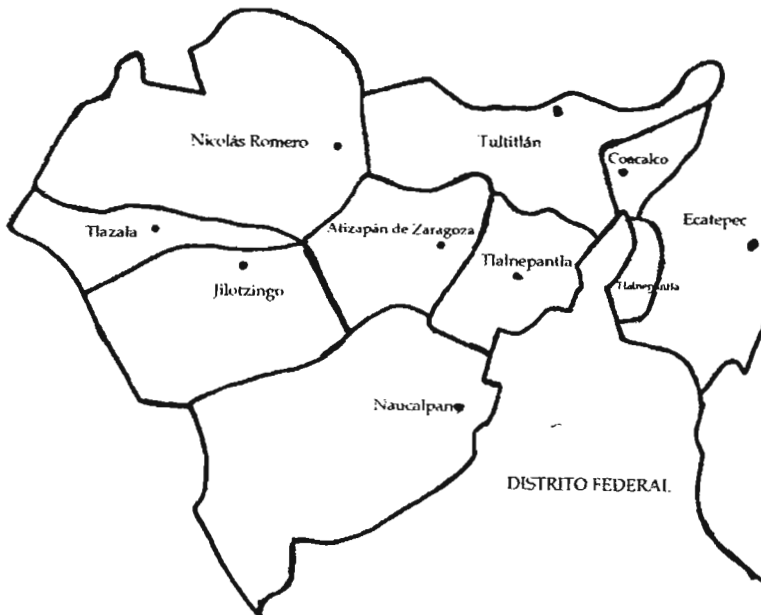 Nicolás Romero
Tultitlán
Coacalco
Tlazala
Atizapán de Zaragoza
Ecatepec
Tlalnepantla
Jilotzingo
Tlalnepantla
Naucalpan
DISTRITO FEDERAL